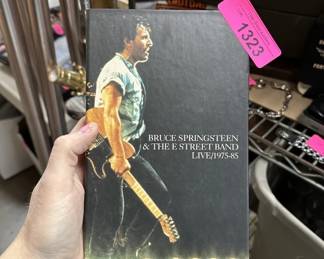 1323
BRUCE SPRINGSTEEN
& THE E STREET BAND
LIVE/1975-85